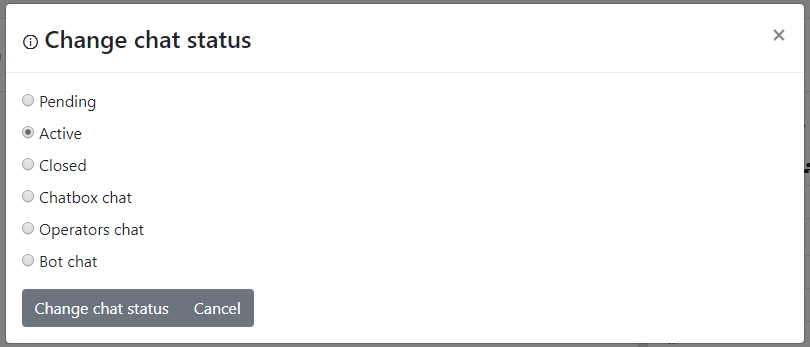 Change chat status
×
Pending
Active
Closed
Chatbox chat
Operators chat
Bot chat
Change chat status Cancel